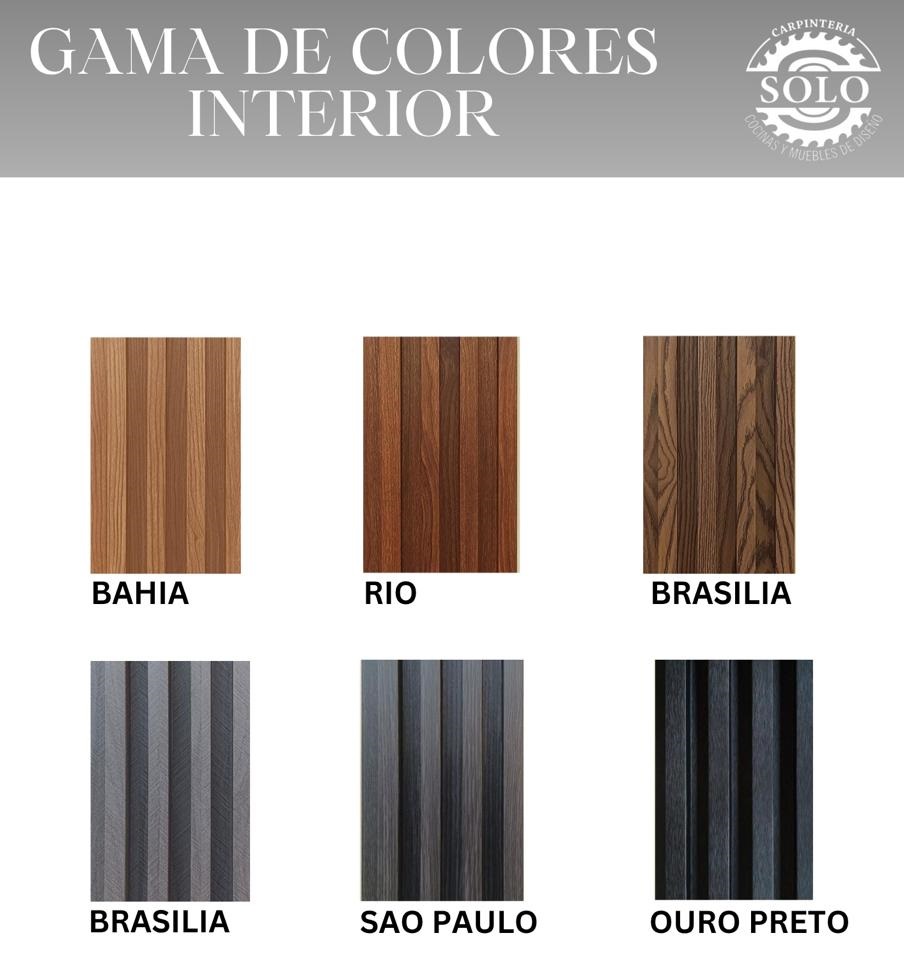 GAMA DE COLORES
INTERIOR
CARPINTERIA
SOLO
COCINAS Y MUEBLES DE DISEÑO
BAHIA
RIO
BRASILIA
BRASILIA
SAO PAULO
OURO PRETO